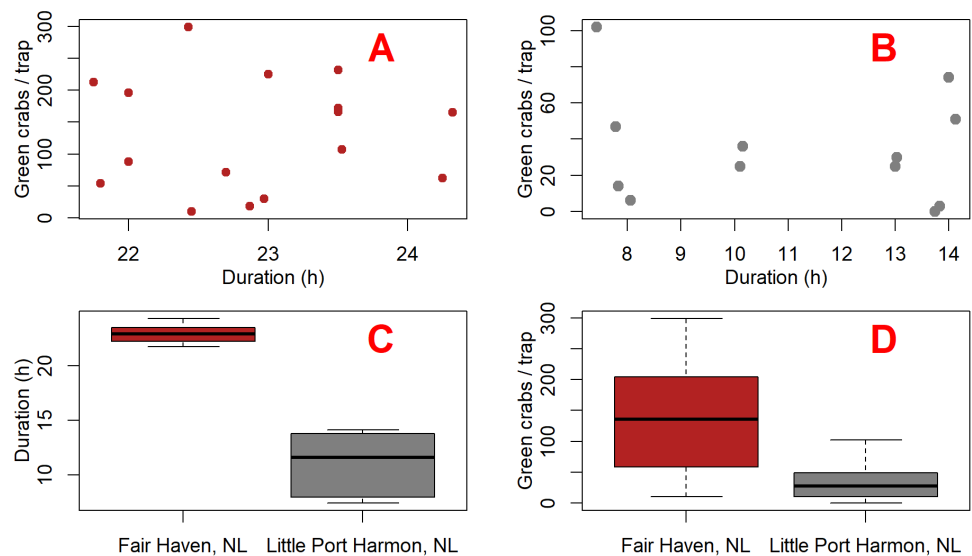 A
Green crabs / trap
300
200
100
0
22 23 24
Duration (h)
B
Green crabs / trap
100
60
20
0
8 9 10 11 12 13 14
Duration (h)
C
Duration (h)
20
15
10
Fair Haven, NL Little Port Harmon, NL
D
Green crabs / trap
300
200
100
0
Fair Haven, NL Little Port Harmon, NL